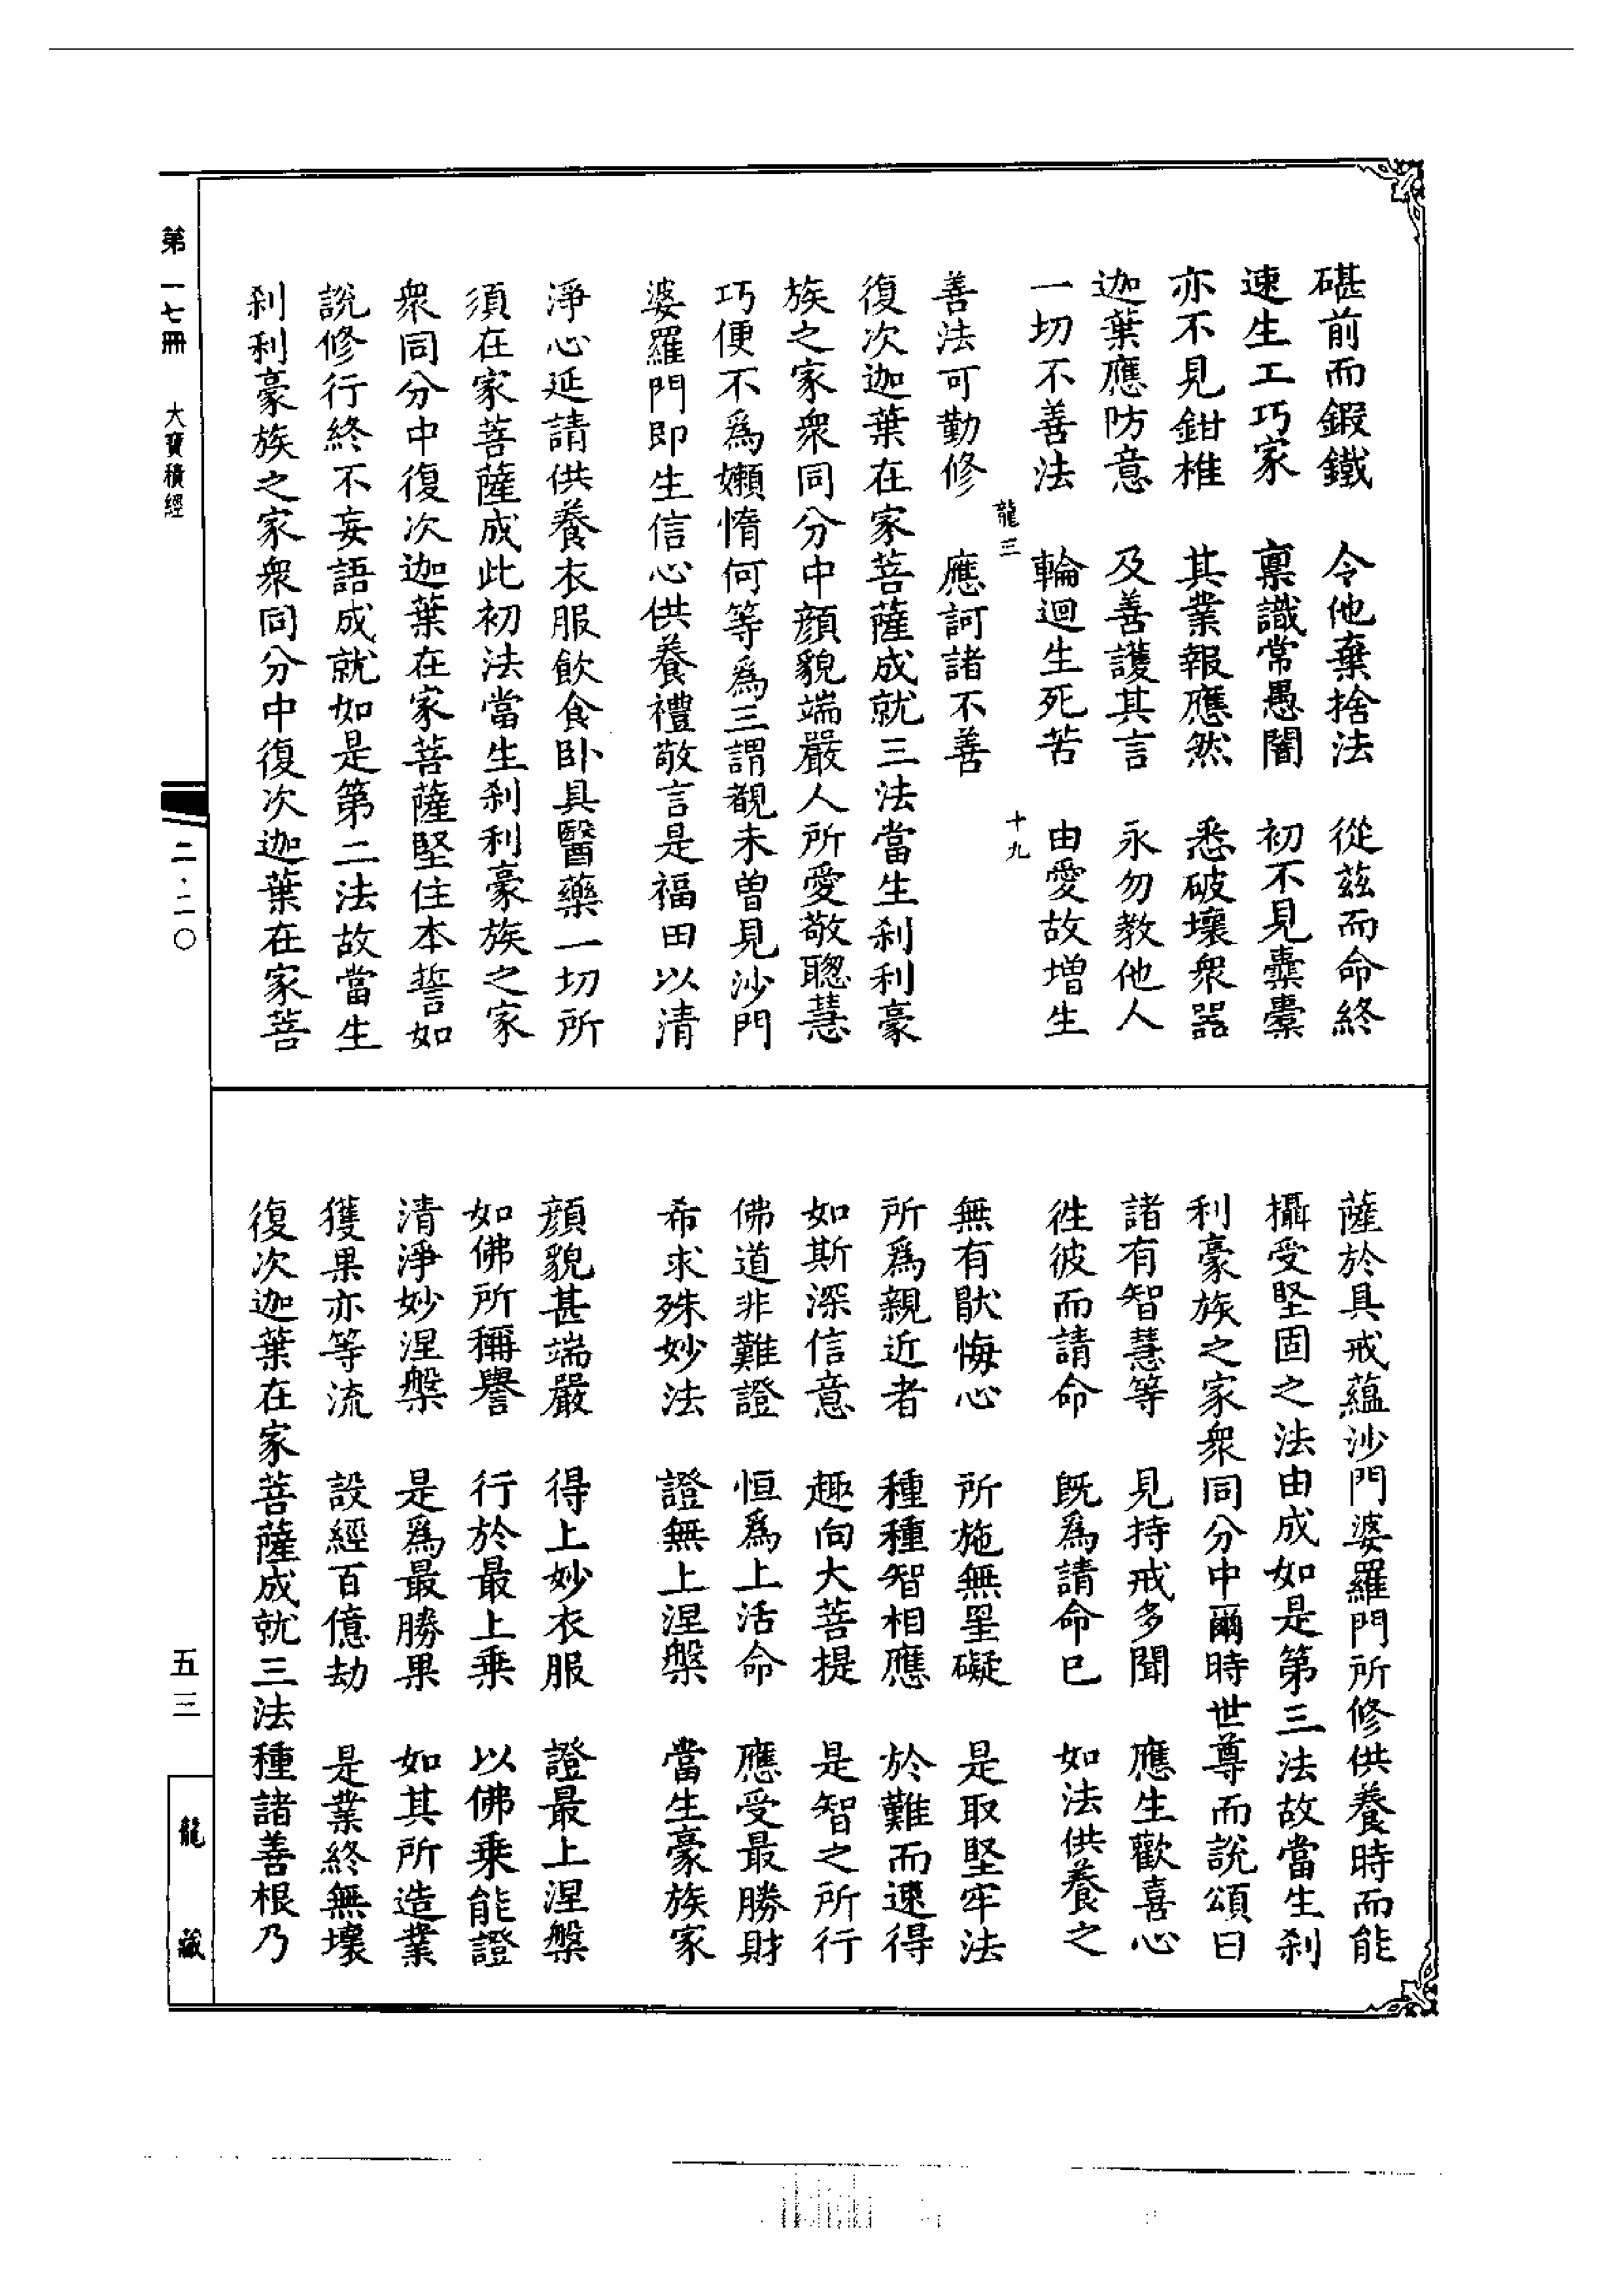 碪前而鍛鐵　令他棄捨法　從茲而命終
速生工巧家　稟識常愚闇　初不見橐囊
亦不見鉗椎　其業報應然　悉破壞衆器
迦葉應防意　及善護其言　永勿教他人
一切不善法　輪迴生死苦　由愛故增生
龍三　十九
善法可勤修　應訶諸不善
復次迦葉在家菩薩成就三法當生刹利豪
族之家衆同分中顏貌端嚴人所愛敬聰慧
巧便不爲嬾惰何等爲三謂覩未曾見沙門
婆羅門即生信心供養禮敬言是福田以清
淨心延請供養衣服飲食卧具醫藥一切所
須在家菩薩成此初法當生刹利豪族之家
衆同分中復次迦葉在家菩薩堅住本誓如
說修行終不妄語成就如是第二法故當生
刹利豪族之家衆同分中復次迦葉在家菩
薩於具戒蘊沙門婆羅門所修供養時而能
攝受堅固之法由成如是第三法故當生刹
利豪族之家衆同分中爾時世尊而說頌曰
諸有智慧等　見持戒多聞　應生歡喜心
徃彼而請命　旣爲請命已　如法供養之
無有猒悔心　所施無罣礙　是取堅牢法
所爲親近者　種種智相應　於難而速得
如斯深信意　趣向大菩提　是智之所行
佛道非難證　恒爲上活命　應受最勝財
希求殊妙法　證無上涅槃　當生豪族家
顏貌甚端嚴　得上妙衣服　證最上涅槃
如佛所稱譽　行於最上乘　以佛乘能證
清淨妙涅槃　是爲最勝果　如其所造業
獲果亦等流　設經百億劫　是業終無壞
復次迦葉在家菩薩成就三法種諸善根乃
第一七冊　大寶積經　二·二〇　五三　龍藏